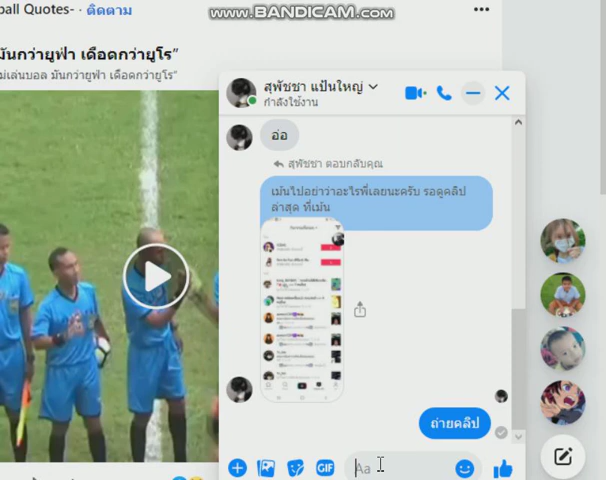 ball Quotes- · ติดตาม
www.BANDICAM.com
มันกว่ายูฟ่า เดือดกว่ายูโร"
ม่เล่นบอล มันกว่ายูฟ่า เดือดกว่ายูโร"
สุพัชชา แป้นใหญ่
กำลังใช้งาน
อ๋อ
สุพัชชา ตอบกลับคุณ
เม้นไปอย่าว่าอะไรพี่เลยนะครับ รอดูคลิป
ล่าสุด ที่เม้น
ถ่ายคลิป
GIF
Aa